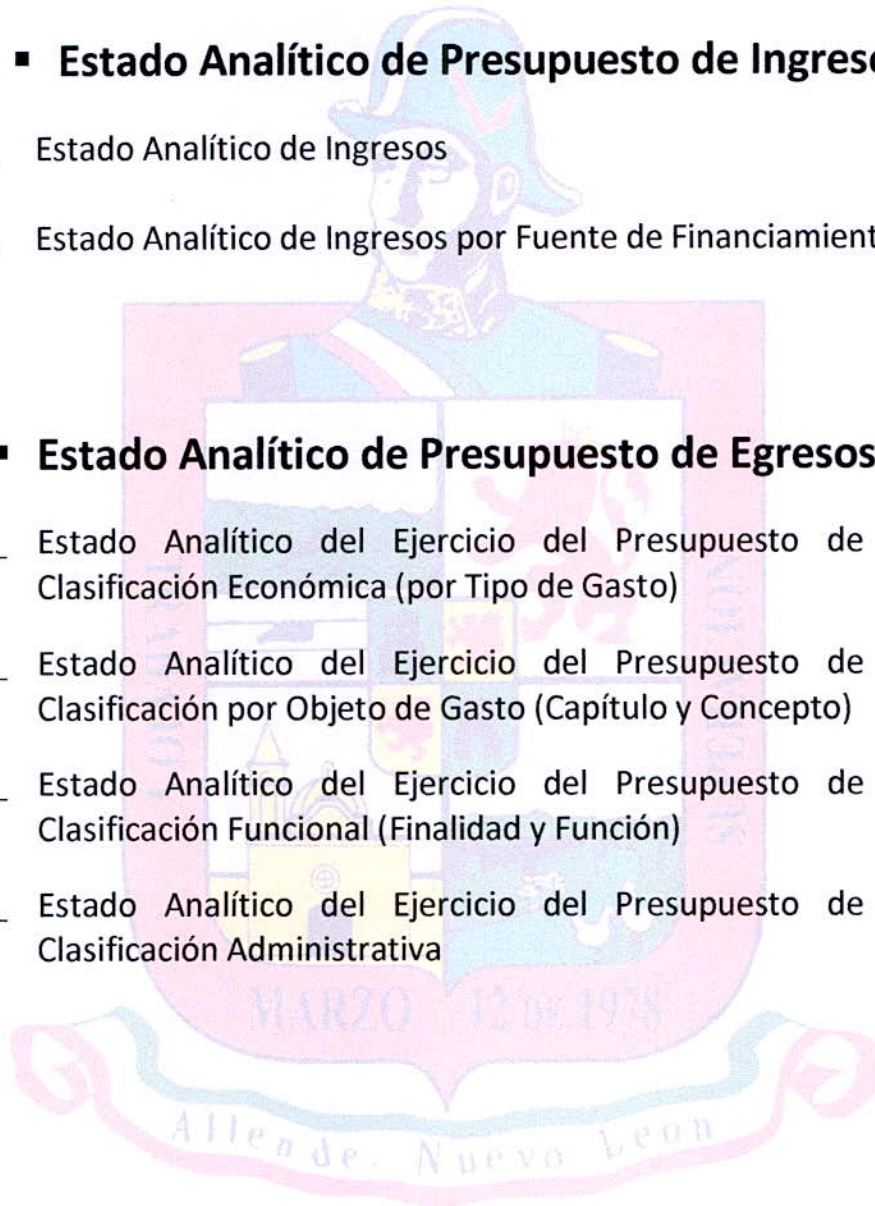 ▪ Estado Analítico de Presupuesto de Ingres
Estado Analítico de Ingresos
Estado Analítico de Ingresos por Fuente de Financiamient
▪ Estado Analítico de Presupuesto de Egresos
_ Estado Analítico del Ejercicio del Presupuesto de
Clasificación Económica (por Tipo de Gasto)
_ Estado Analítico del Ejercicio del Presupuesto de
Clasificación por Objeto de Gasto (Capítulo y Concepto)
_ Estado Analítico del Ejercicio del Presupuesto de
Clasificación Funcional (Finalidad y Función)
_ Estado Analítico del Ejercicio del Presupuesto de
Clasificación Administrativa
SUPERACION
MARZO 12 DE 1978
Allende, Nuevo Leon